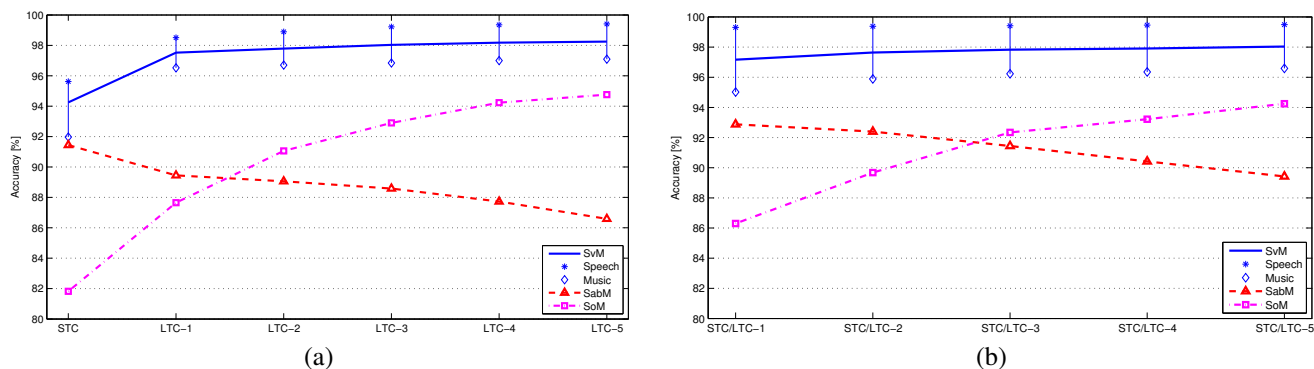 100
98
96
94
92
90
88
86
84
82
80
Accuracy [%]
STC LTC−1 LTC−2 LTC−3 LTC−4 LTC−5
SvM
Speech
Music
SabM
SoM
(a)
100
98
96
94
92
90
88
86
84
82
80
Accuracy [%]
STC/LTC−1 STC/LTC−2 STC/LTC−3 STC/LTC−4 STC/LTC−5
SvM
Speech
Music
SabM
SoM
(b)